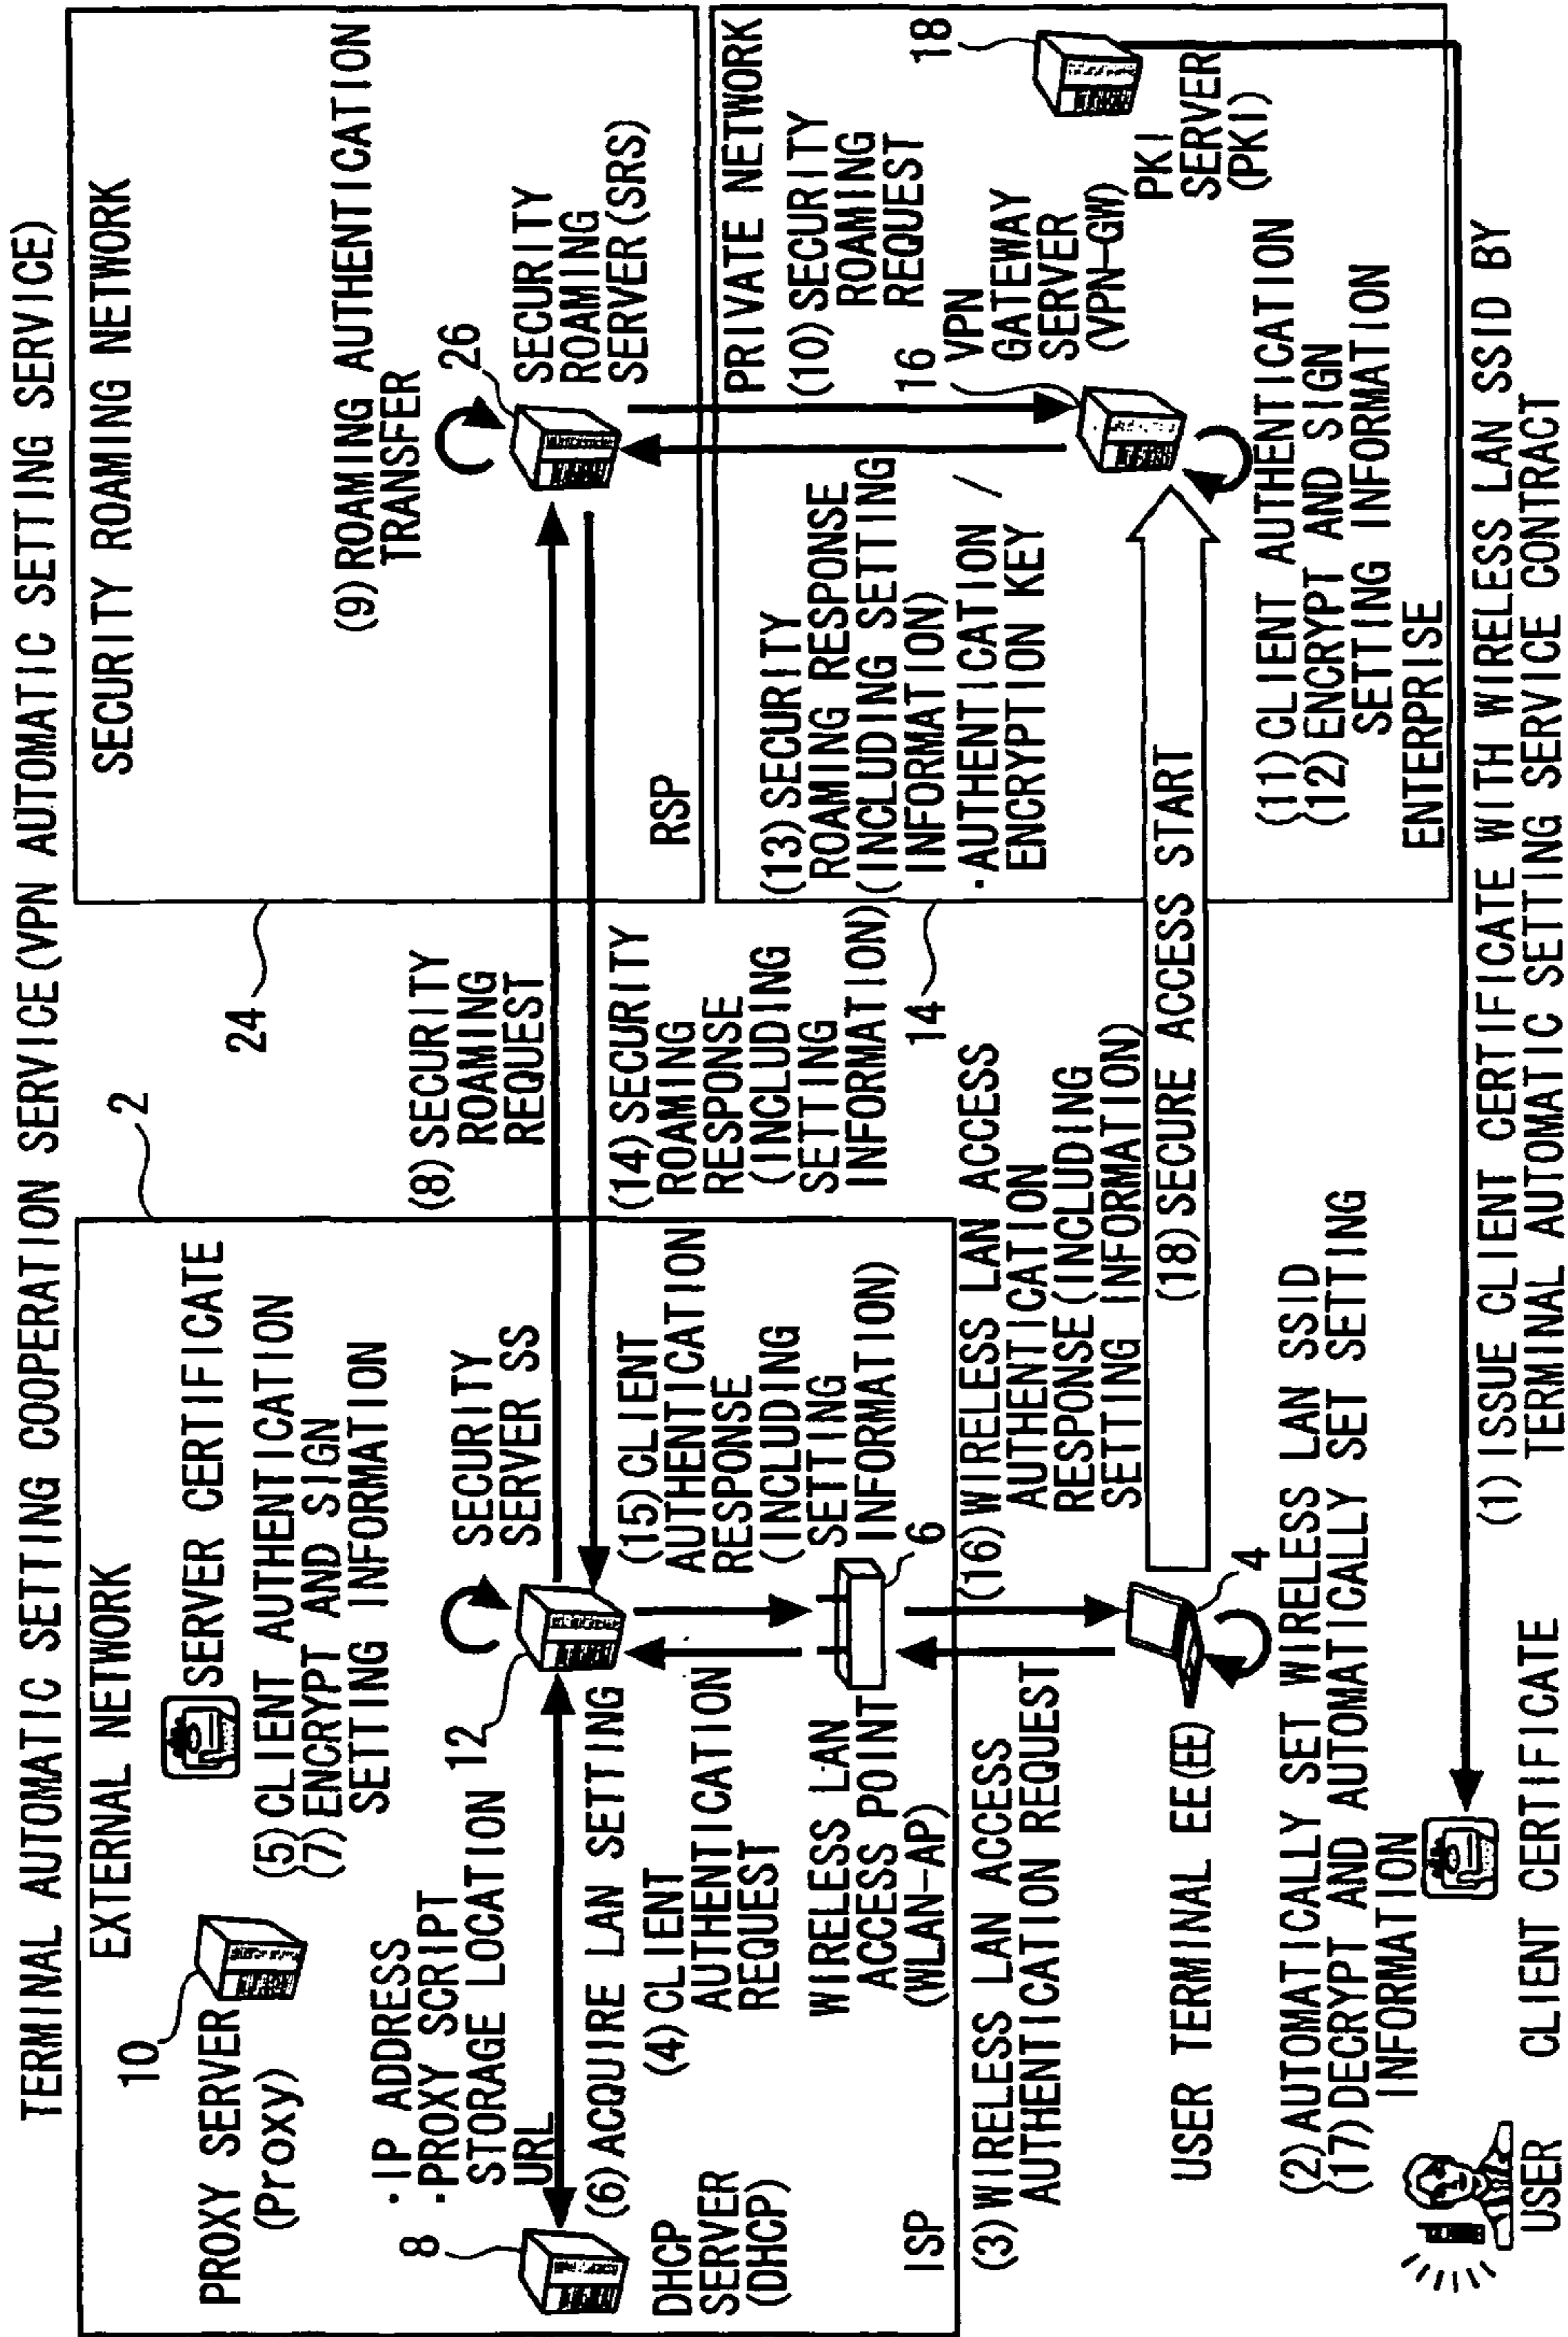 TERMINAL AUTOMATIC SETTING COOPERATION SERVICE(VPN AUTOMATIC SETTING SERVICE)
2
EXTERNAL NETWORK
10
PROXY SERVER
(Proxy)
SERVER CERTIFICATE
(5) CLIENT AUTHENTICATION
(7) ENCRYPT AND SIGN
SETTING INFORMATION
·IP ADDRESS
·PROXY SCRIPT
STORAGE LOCATION
URL
12
SECURITY
SERVER SS
8
DHCP
SERVER
(DHCP)
(6) ACQUIRE LAN SETTING
(4) CLIENT
AUTHENTICATION
REQUEST
(15) CLIENT
AUTHENTICATION
RESPONSE
(INCLUDING
SETTING
INFORMATION)
WIRELESS LAN
ACCESS POINT
(WLAN-AP)
6
ISP
(8) SECURITY
ROAMING
REQUEST
(14) SECURITY
ROAMING
RESPONSE
(INCLUDING
SETTING
INFORMATION)
24
SECURITY ROAMING NETWORK
(9) ROAMING AUTHENTICATION
TRANSFER
26
SECURITY
ROAMING
SERVER(SRS)
RSP
14
PRIVATE NETWORK
(10) SECURITY
ROAMING
REQUEST
(13) SECURITY
ROAMING RESPONSE
(INCLUDING SETTING
INFORMATION)
·AUTHENTICATION /
ENCRYPTION KEY
16
VPN
GATEWAY
SERVER
(VPN-GW)
18
PKI
SERVER
(PKI)
(11) CLIENT AUTHENTICATION
(12) ENCRYPT AND SIGN
SETTING INFORMATION
ENTERPRISE
(3) WIRELESS LAN ACCESS
AUTHENTICATION REQUEST
(16) WIRELESS LAN ACCESS
AUTHENTICATION
RESPONSE(INCLUDING
SETTING INFORMATION)
(18) SECURE ACCESS START
USER TERMINAL EE(EE)
4
(2) AUTOMATICALLY SET WIRELESS LAN SSID
(17) DECRYPT AND AUTOMATICALLY SET SETTING
INFORMATION
(1) ISSUE CLIENT CERTIFICATE WITH WIRELESS LAN SSID BY
TERMINAL AUTOMATIC SETTING SERVICE CONTRACT
USER
CLIENT CERTIFICATE